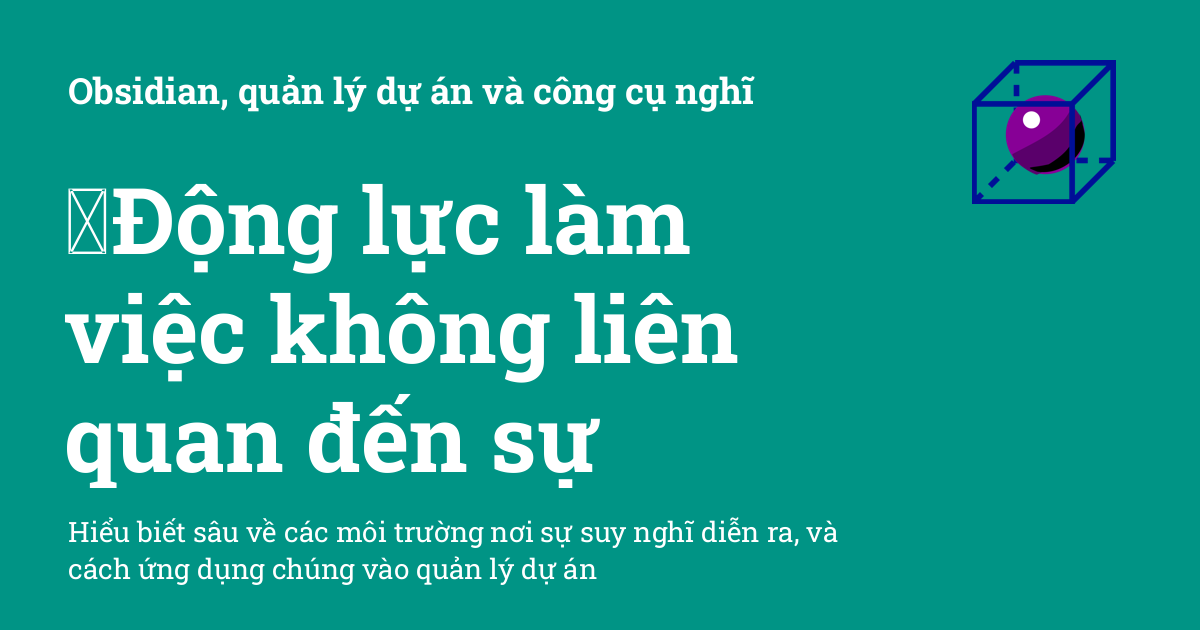 Obsidian, quản lý dự án và công cụ nghĩ
Động lực làm
việc không liên
quan đến sự
Hiểu biết sâu về các môi trường nơi sự suy nghĩ diễn ra, và
cách ứng dụng chúng vào quản lý dự án